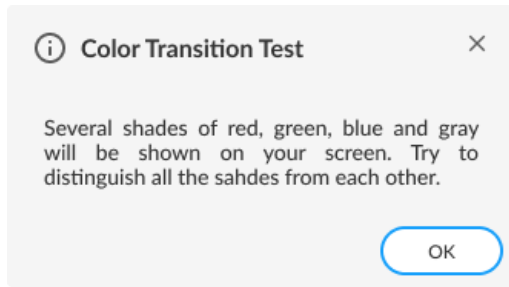 Color Transition Test
Several shades of red, green, blue and gray
will be shown on your screen. Try to
distinguish all the sahdes from each other.
OK